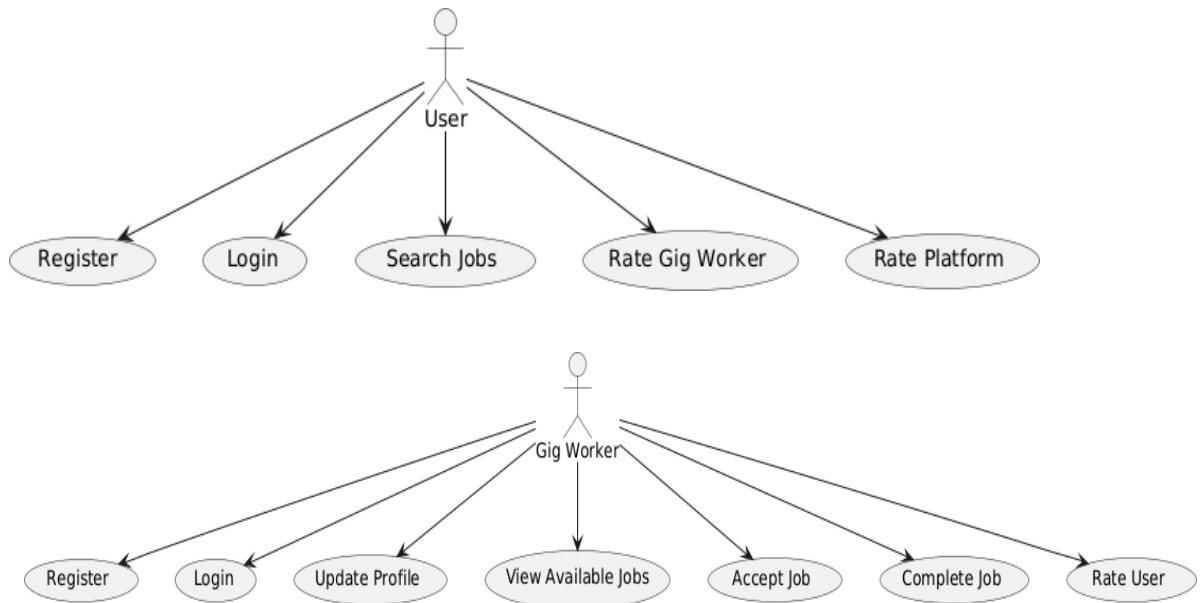 User
Register
Login
Search Jobs
Rate Gig Worker
Rate Platform
Gig Worker
Register
Login
Update Profile
View Available Jobs
Accept Job
Complete Job
Rate User